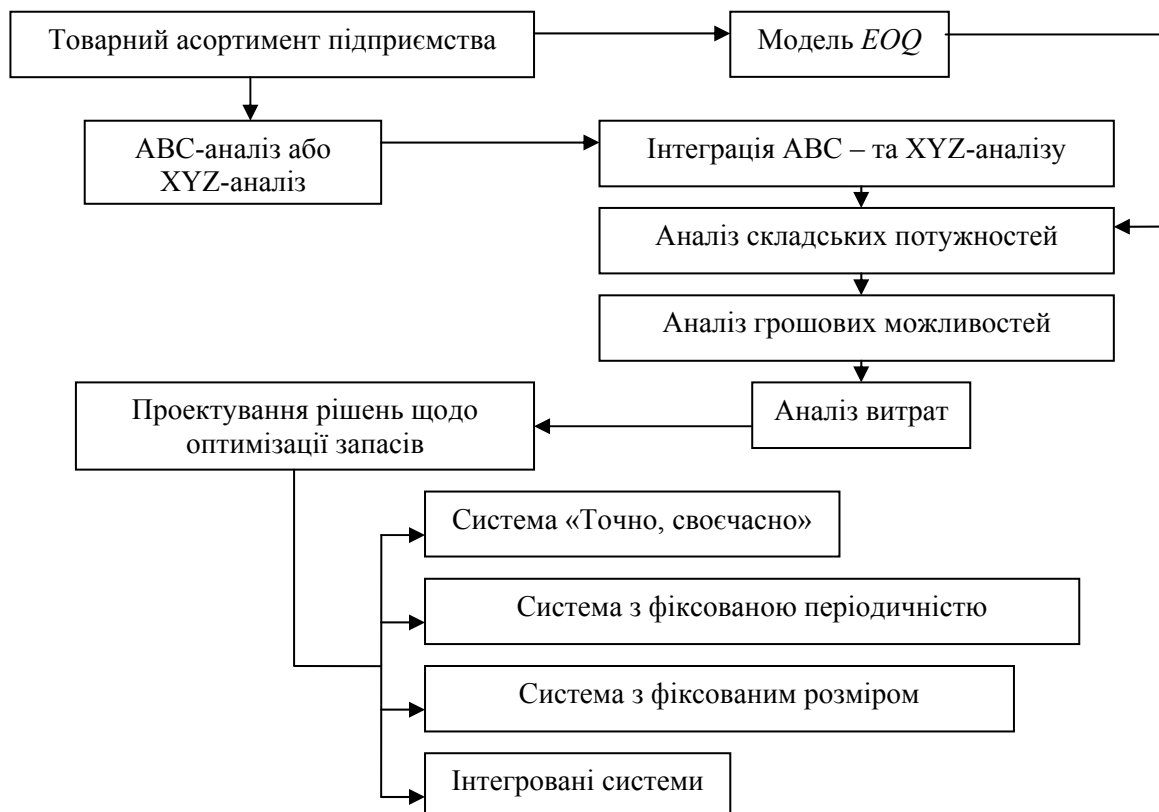 Товарний асортимент підприємства
Модель EOQ
АВС-аналіз або
XYZ-аналіз
Інтеграція АВС – та XYZ-аналізу
Аналіз складських потужностей
Аналіз грошових можливостей
Аналіз витрат
Проектування рішень щодо
оптимізації запасів
Система «Точно, своєчасно»
Система з фіксованою періодичністю
Система з фіксованим розміром
Інтегровані системи